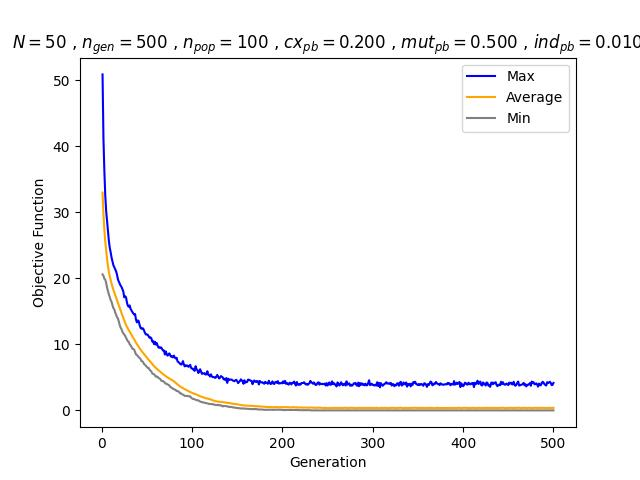 N = 50 , n_gen = 500 , n_pop = 100 , cx_pb = 0.200 , mut_pb = 0.500 , ind_pb = 0.010
Max
Average
Min
50
40
30
20
10
0
Objective Function
0 100 200 300 400 500
Generation